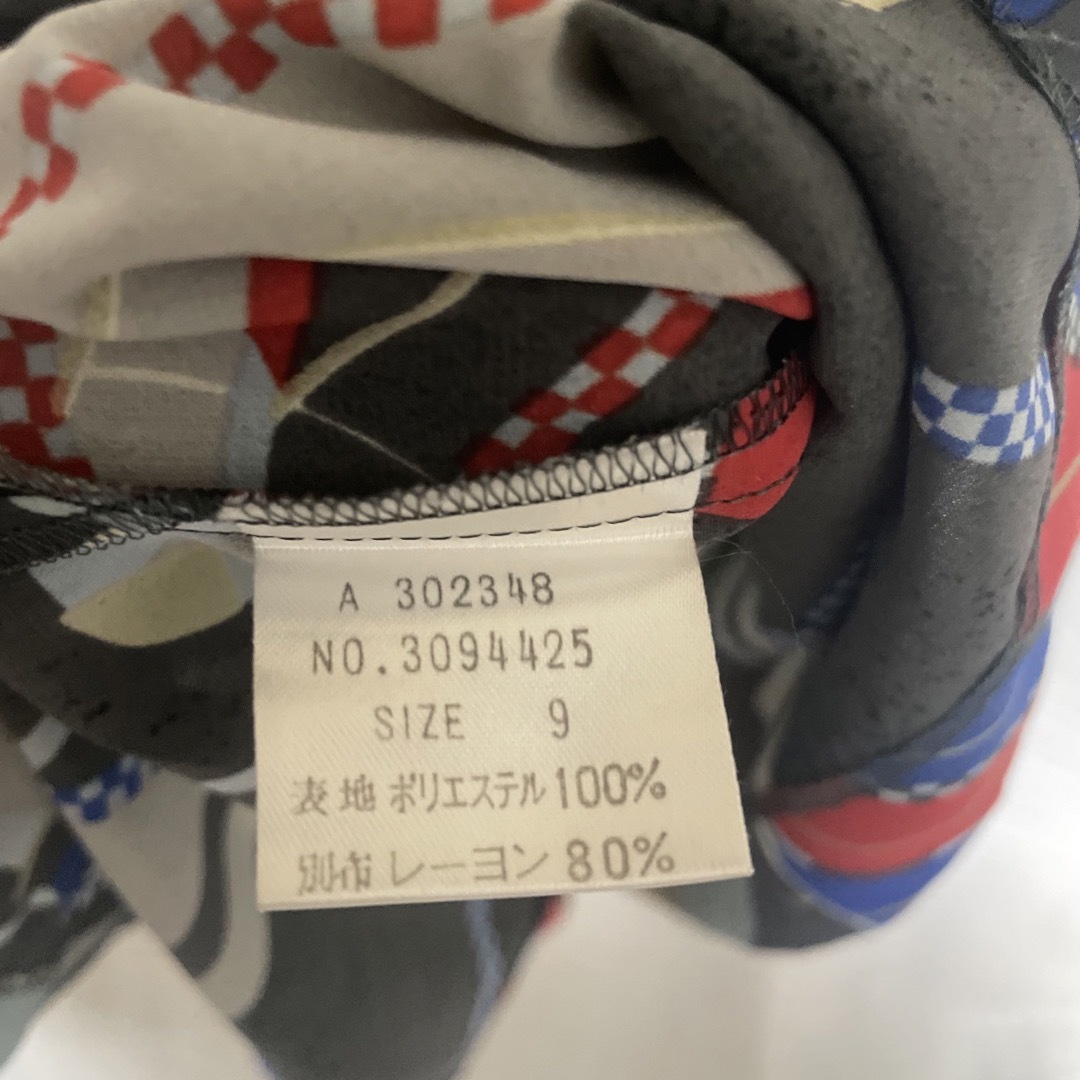 A 302348
NO.3094425
SIZE 9
表地 ポリエステル 100%
別布 レーヨン 80%